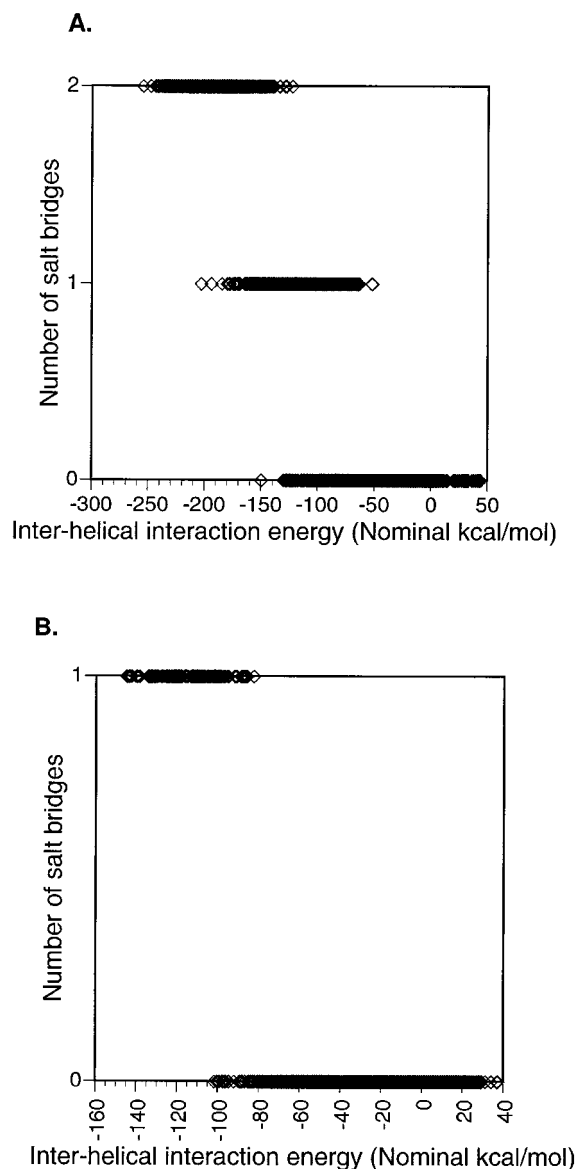 A.
Number of salt bridges
2
1
0
-300 -250 -200 -150 -100 -50 0 50
Inter-helical interaction energy (Nominal kcal/mol)
B.
Number of salt bridges
1
0
-160 -140 -120 -100 -80 -60 -40 -20 0 20 40
Inter-helical interaction energy (Nominal kcal/mol)